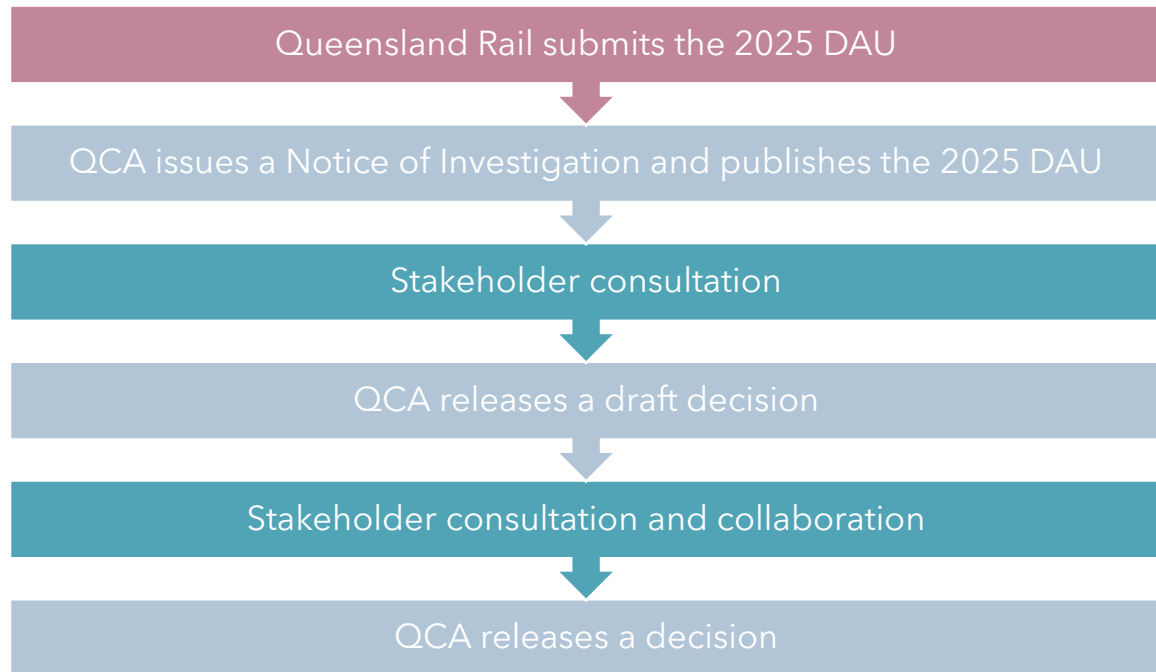 Queensland Rail submits the 2025 DAU
QCA issues a Notice of Investigation and publishes the 2025 DAU
Stakeholder consultation
QCA releases a draft decision
Stakeholder consultation and collaboration
QCA releases a decision